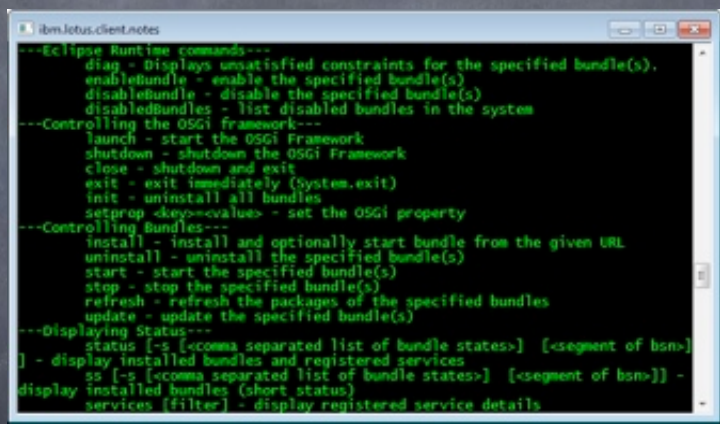 ibm.lotus.client.notes
---Eclipse Runtime commands---
diag - Displays unsatisfied constraints for the specified bundle(s).
enableBundle - enable the specified bundle(s)
disableBundle - disable the specified bundle(s)
disabledBundles - list disabled bundles in the system
---Controlling the OSGi framework---
launch - start the OSGi Framework
shutdown - shutdown the OSGi Framework
close - shutdown and exit
exit - exit immediately (System.exit)
init - uninstall all bundles
setprop <key>=<value> - set the OSGi property
---Controlling Bundles---
install - install and optionally start bundle from the given URL
uninstall - uninstall the specified bundle(s)
start - start the specified bundle(s)
stop - stop the specified bundle(s)
refresh - refresh the packages of the specified bundles
update - update the specified bundle(s)
---Displaying Status---
status [-s [<comma separated list of bundle states>]  [<segment of bsn>]
] - display installed bundles and registered services
ss [-s [<comma separated list of bundle states>]  [<segment of bsn>]] -
display installed bundles (short status)
services [filter] - display registered service details